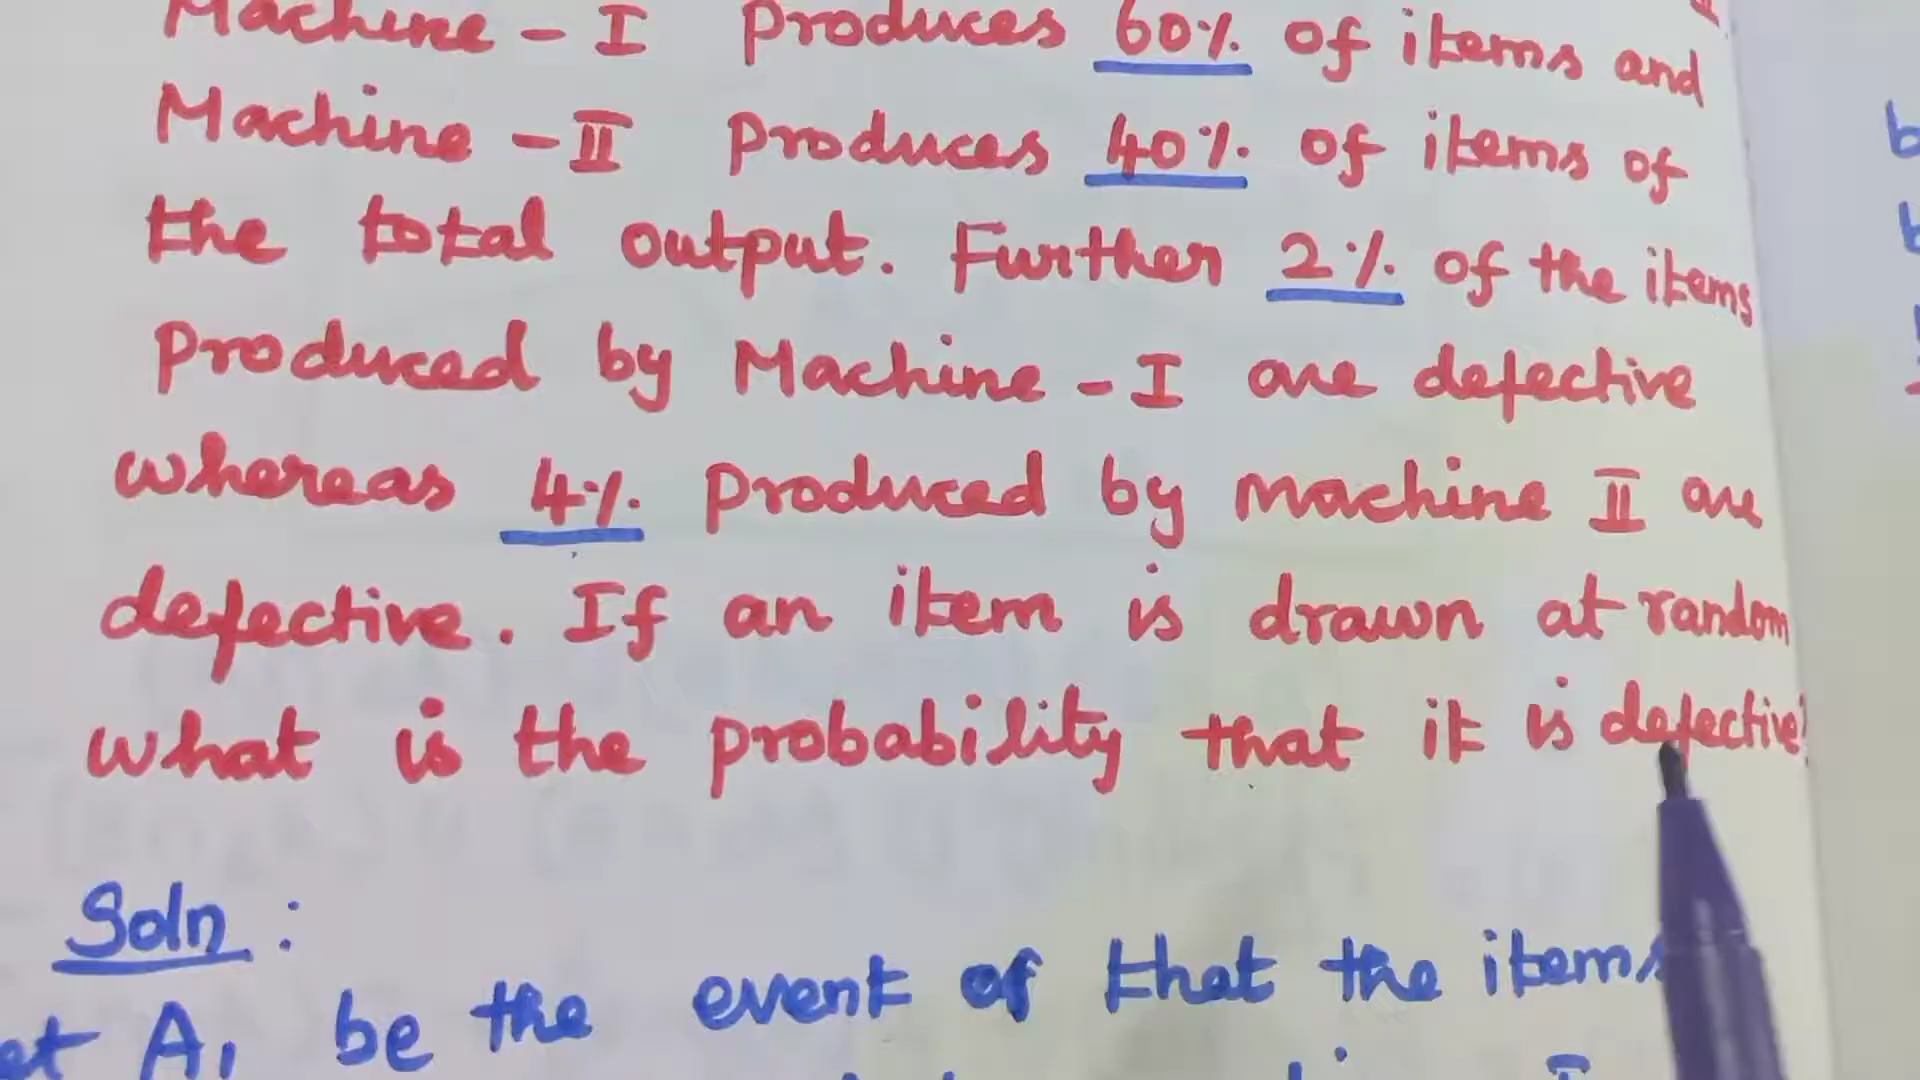 Machine - I Produces 60% of items and
Machine - II Produces 40% of items of
the total output. Further 2% of the items
Produced by Machine - I are defective
whereas 4% Produced by machine II are
defective. If an item is drawn at random
what is the probability that it is defective?
Soln :
A1 be the event of that the items